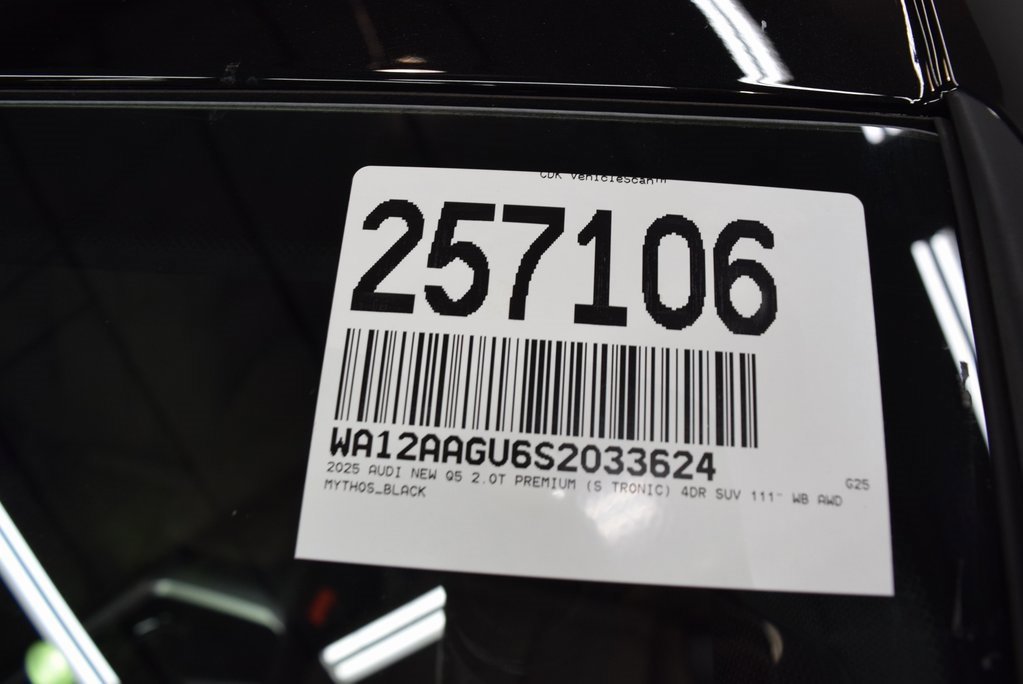 CDK VehicleScan™
257106
WA12AAGU6S2033624
2025 AUDI NEW Q5 2.0T PREMIUM (S TRONIC) 4DR SUV 111" WB AWD G25
MYTHOS_BLACK